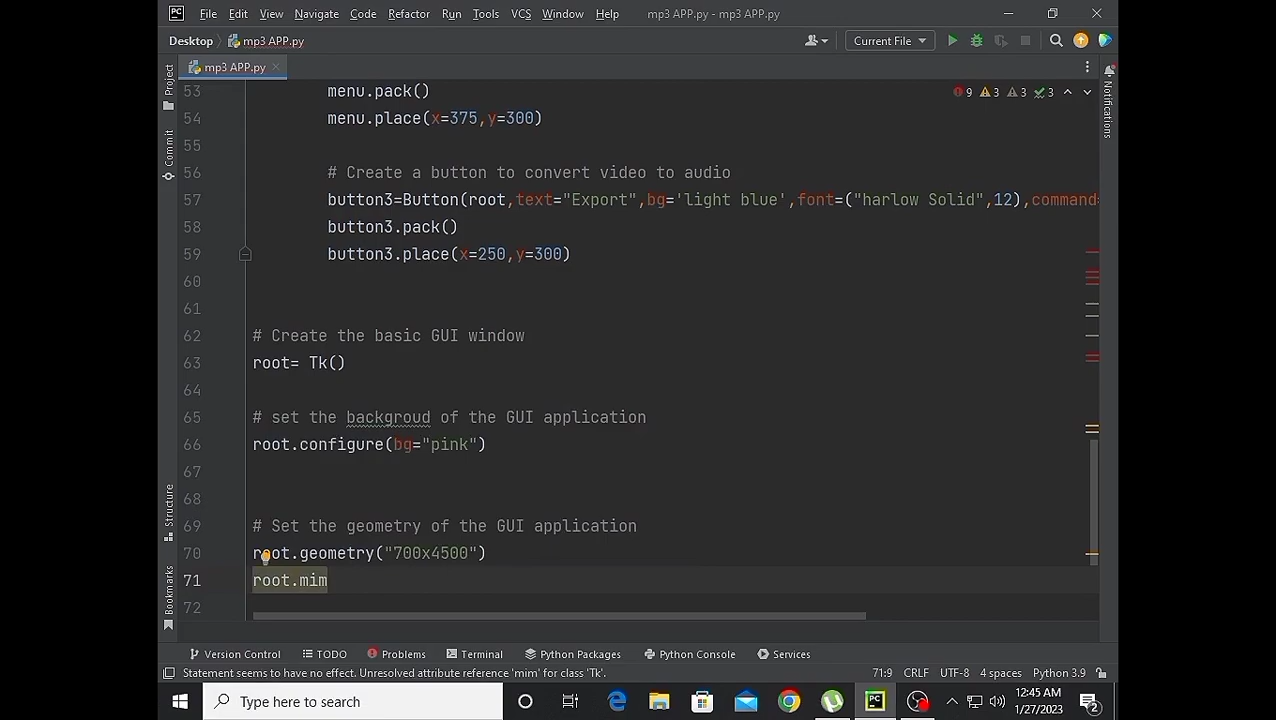 PC File Edit View Navigate Code Refactor Run Tools VCS Window Help mp3 APP.py - mp3 APP.py
Desktop mp3 APP.py Current File
mp3 APP.py
Project
Commit
Structure
Bookmarks
Notifications
9 3 3 3
53 menu.pack()
54 menu.place(x=375,y=300)
55
56 # Create a button to convert video to audio
57 button3=Button(root,text="Export",bg='light blue',font=("harlow Solid",12),command=
58 button3.pack()
59 button3.place(x=250,y=300)
60
61
62 # Create the basic GUI window
63 root= Tk()
64
65 # set the backgroud of the GUI application
66 root.configure(bg="pink")
67
68
69 # Set the geometry of the GUI application
70 root.geometry("700x4500")
71 root.mim
72
Version Control TODO Problems Terminal Python Packages Python Console Services
Statement seems to have no effect. Unresolved attribute reference 'mim' for class 'Tk'. 71:9 CRLF UTF-8 4 spaces Python 3.9
Type here to search PC 12:45 AM
1/27/2023 2